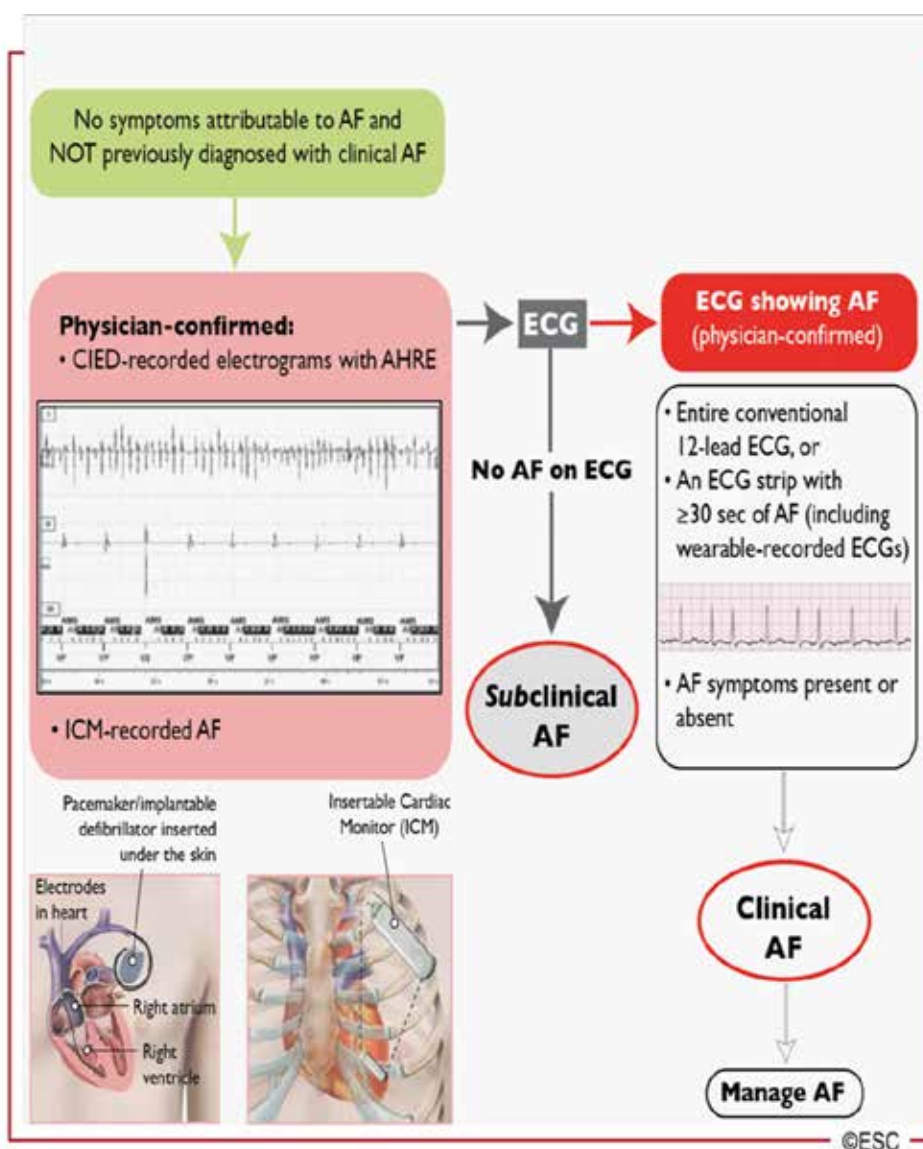 No symptoms attributable to AF and
NOT previously diagnosed with clinical AF
Physician-confirmed:
• CIED-recorded electrograms with AHRE
• ICM-recorded AF
ECG
No AF on ECG
Subclinical
AF
ECG showing AF
(physician-confirmed)
• Entire conventional
12-lead ECG, or
• An ECG strip with
≥30 sec of AF (including
wearable-recorded ECGs)
• AF symptoms present or
absent
Clinical
AF
Manage AF
Pacemaker/implantable
defibrillator inserted
under the skin
Electrodes
in heart
Right atrium
Right
ventricle
Insertable Cardiac
Monitor (ICM)
©ESC